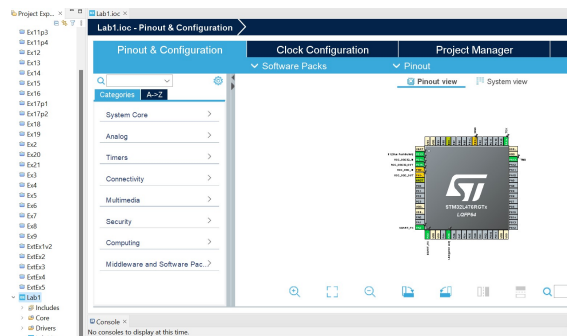 Project Exp...
Lab1.ioc
Ex11p3
Ex11p4
Ex12
Ex13
Ex14
Ex15
Ex16
Ex17p1
Ex17p2
Ex18
Ex19
Ex2
Ex20
Ex21
Ex3
Ex4
Ex5
Ex6
Ex7
Ex8
Ex9
ExtEx1v2
ExtEx2
ExtEx3
ExtEx4
ExtEx5
Lab1
Includes
Core
Drivers
Lab1.ioc - Pinout & Configuration
Pinout & Configuration
Clock Configuration
Project Manager
Software Packs
Pinout
Categories
A->Z
System Core
Analog
Timers
Connectivity
Multimedia
Security
Computing
Middleware and Software Pac...
Pinout view
System view
STM32L476RGTx
LQFP64
Console
No consoles to display at this time.